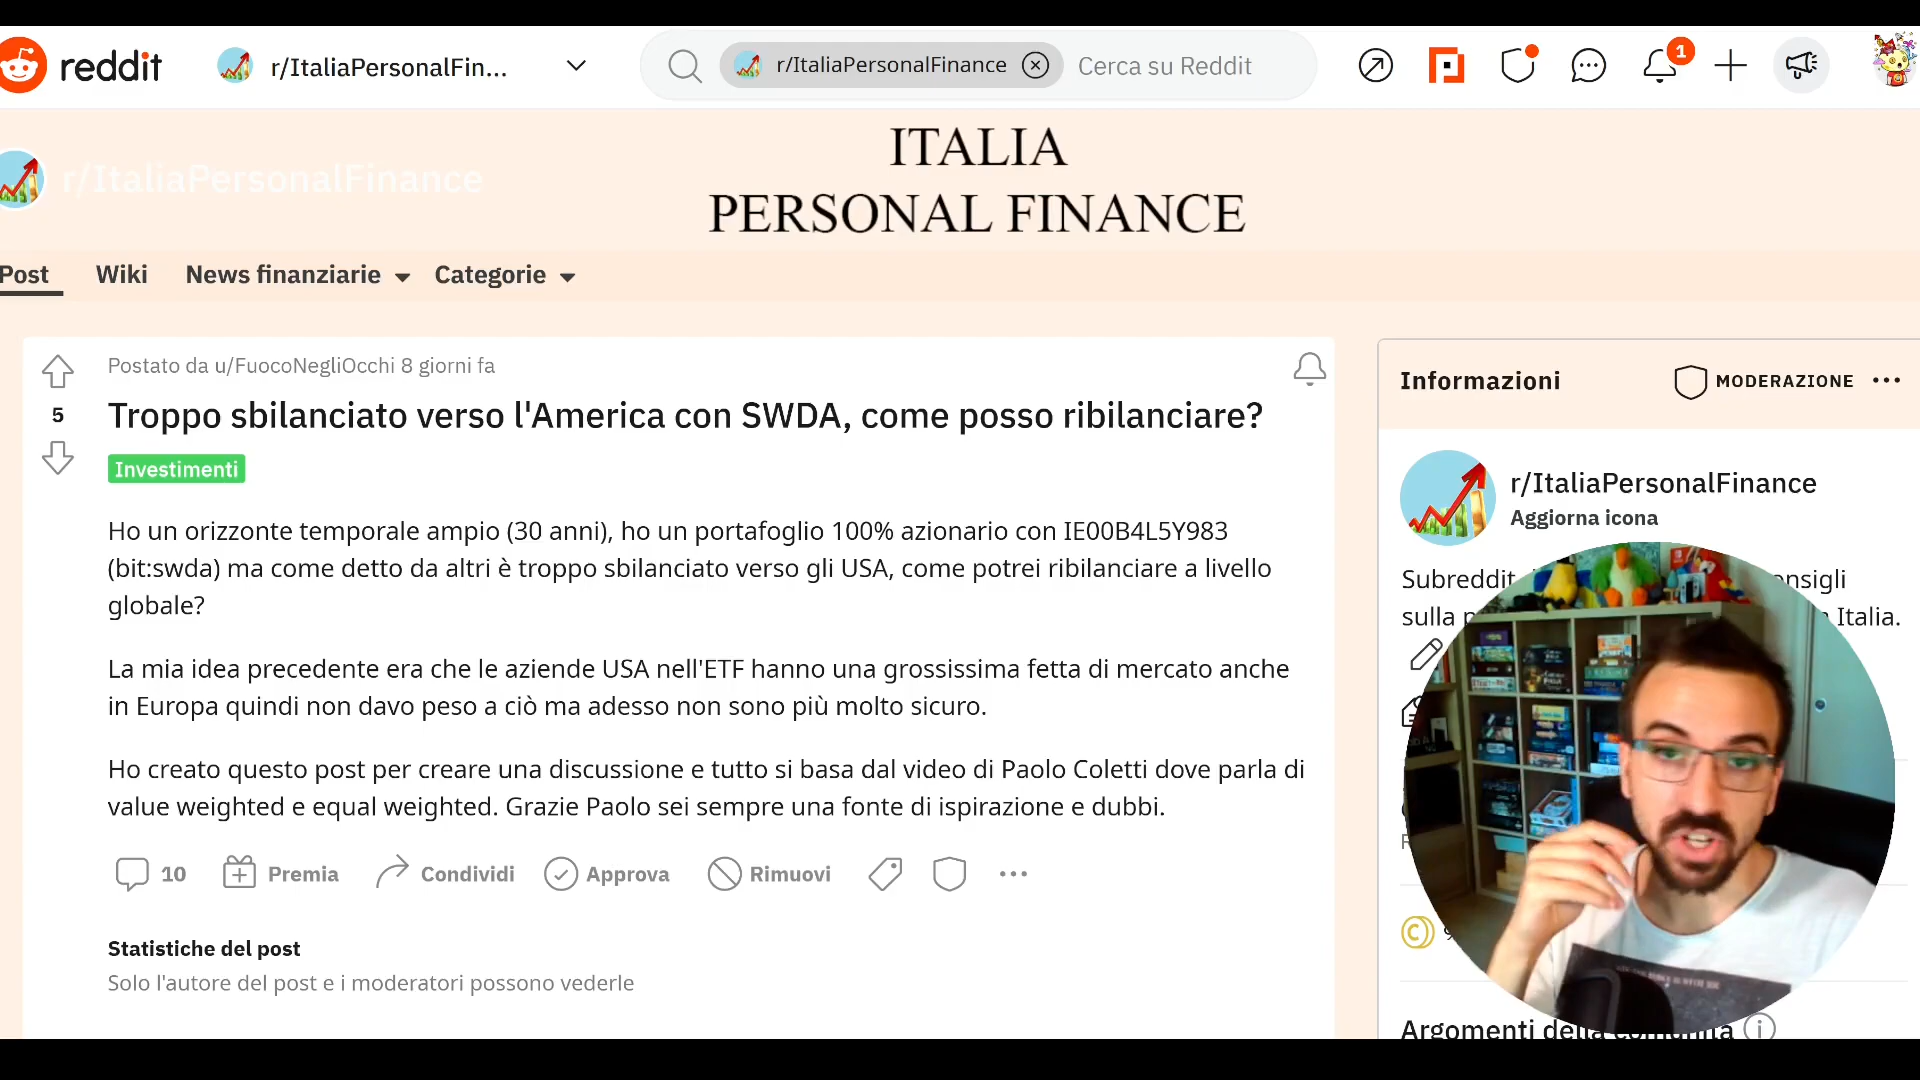 reddit
r/ItaliaPersonalFin...
r/ItaliaPersonalFinance
Cerca su Reddit
1
r/ItaliaPersonalFinance
ITALIA
PERSONAL FINANCE
Post
Wiki
News finanziarie
Categorie
5
Postato da u/FuocoNegliOcchi 8 giorni fa
Troppo sbilanciato verso l'America con SWDA, come posso ribilanciare?
Investimenti
Ho un orizzonte temporale ampio (30 anni), ho un portafoglio 100% azionario con IE00B4L5Y983
(bit:swda) ma come detto da altri è troppo sbilanciato verso gli USA, come potrei ribilanciare a livello
globale?
La mia idea precedente era che le aziende USA nell'ETF hanno una grossissima fetta di mercato anche
in Europa quindi non davo peso a ciò ma adesso non sono più molto sicuro.
Ho creato questo post per creare una discussione e tutto si basa dal video di Paolo Coletti dove parla di
value weighted e equal weighted. Grazie Paolo sei sempre una fonte di ispirazione e dubbi.
10
Premia
Condividi
Approva
Rimuovi
Statistiche del post
Solo l'autore del post e i moderatori possono vederle
Informazioni
MODERAZIONE
r/ItaliaPersonalFinance
Aggiorna icona
Subreddit
sulla
Italia.
Argomenti della comunità